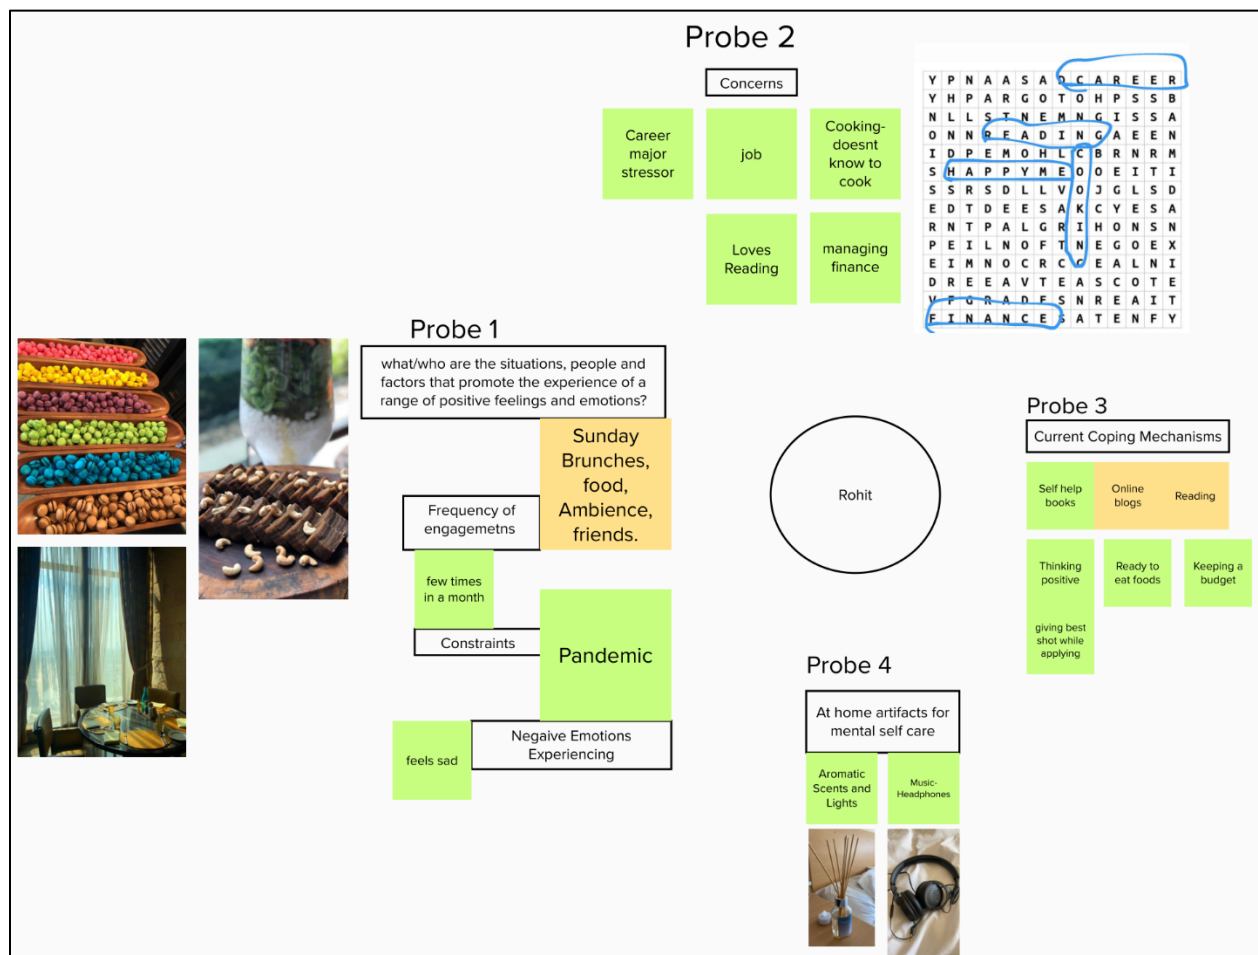 Probe 2
Concerns
Career
major
stressor
job
Cooking-
doesnt
know to
cook
Loves
Reading
managing
finance
Y P N A A S A D C A R E E R
Y H P A R G O T O H P S S B
N L L S T N E M N G I S S A
O N N R E A D I N G A E E N
I D P E M O H L C B R N R M
S H A P P Y M E O O E I T I
S S R S D L L V O J G L S D
E D T D E E S A K C Y E S A
R N T P A L G R I H O N S N
P E I L N O F T N E G O E X
E I M N O C R C G E A L N I
D R E E A V T E A S C O T E
V F G R A D E S N R E A I T
F I N A N C E S A T E N F Y
Probe 1
what/who are the situations, people and
factors that promote the experience of a
range of positive feelings and emotions?
Sunday
Brunches,
food,
Ambience,
friends.
Frequency of
engagemetns
few times
in a month
Constraints
Pandemic
Negaive Emotions
Experiencing
feels sad
Rohit
Probe 3
Current Coping Mechanisms
Self help
books
Online
blogs
Reading
Thinking
positive
Ready to
eat foods
Keeping a
budget
giving best
shot while
applying
Probe 4
At home artifacts for
mental self care
Aromatic
Scents and
Lights
Music-
Headphones